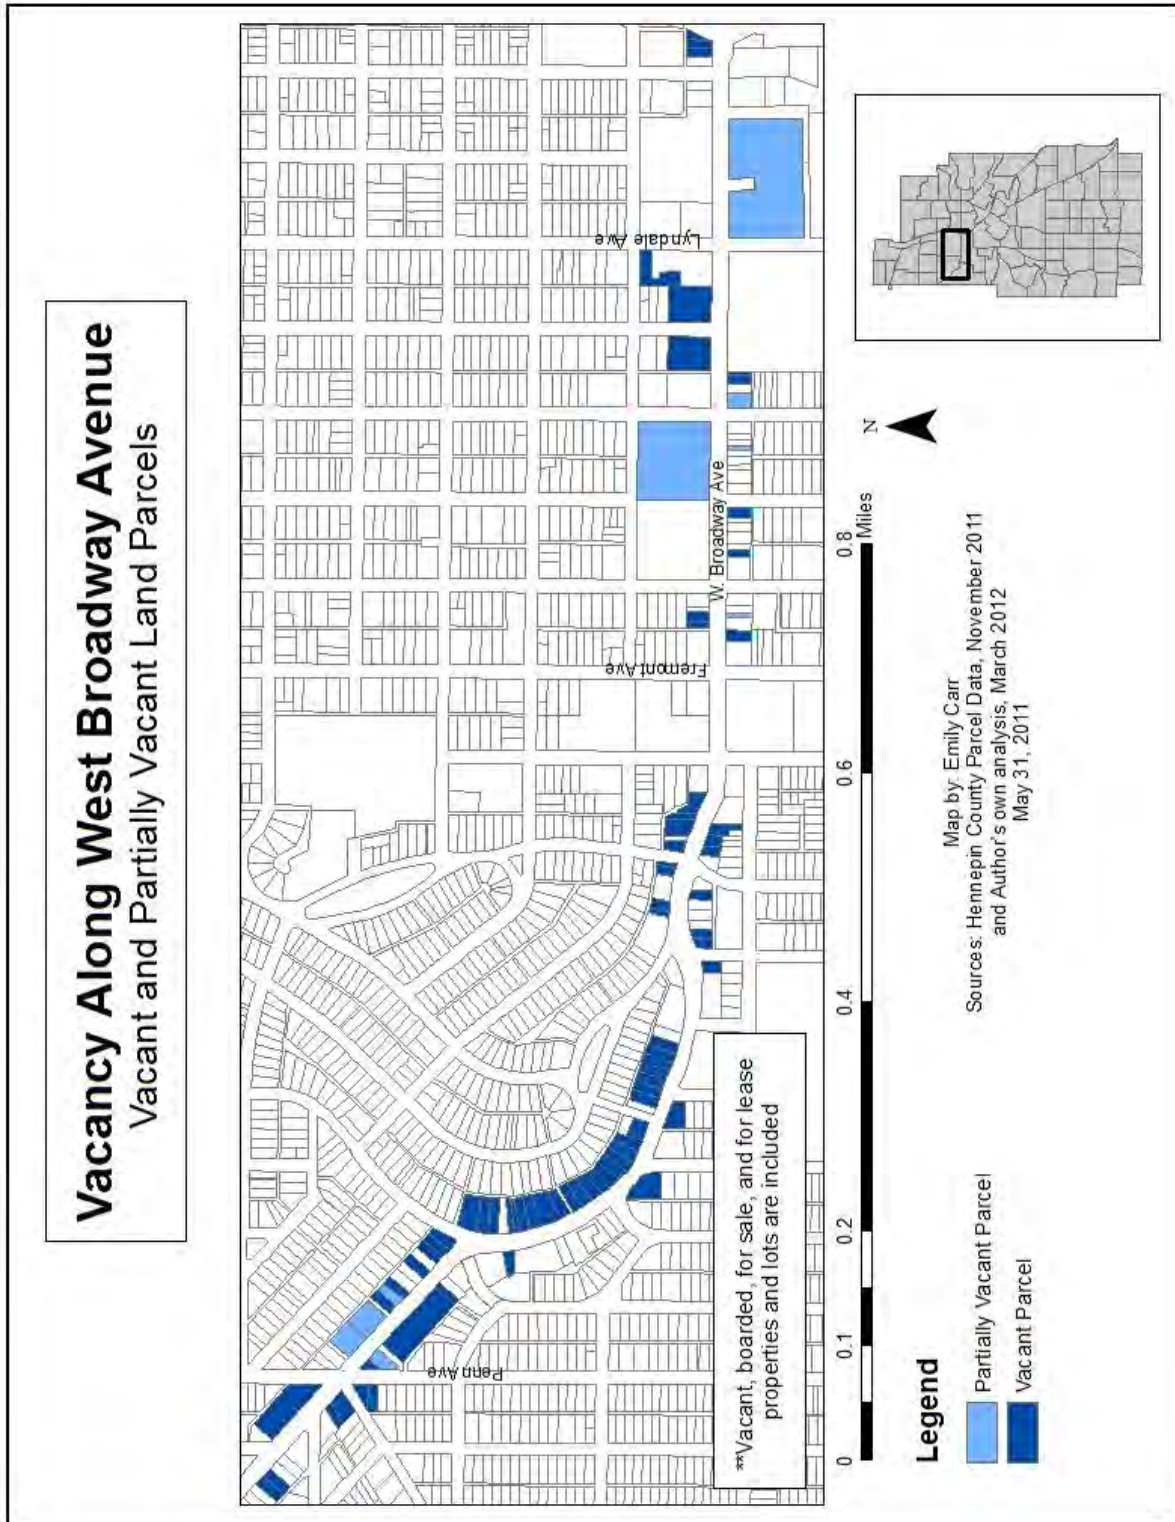 Vacancy Along West Broadway Avenue
Vacant and Partially Vacant Land Parcels
Lyndale Ave
W. Broadway Ave
Fremont Ave
Penn Ave
**Vacant, boarded, for sale, and for lease
properties and lots are included
0 0.1 0.2 0.4 0.6 0.8
Miles
N
Legend
Partially Vacant Parcel
Vacant Parcel
Map by: Emily Carr
Sources: Hennepin County Parcel Data, November 2011
and Author's own analysis, March 2012
May 31, 2011